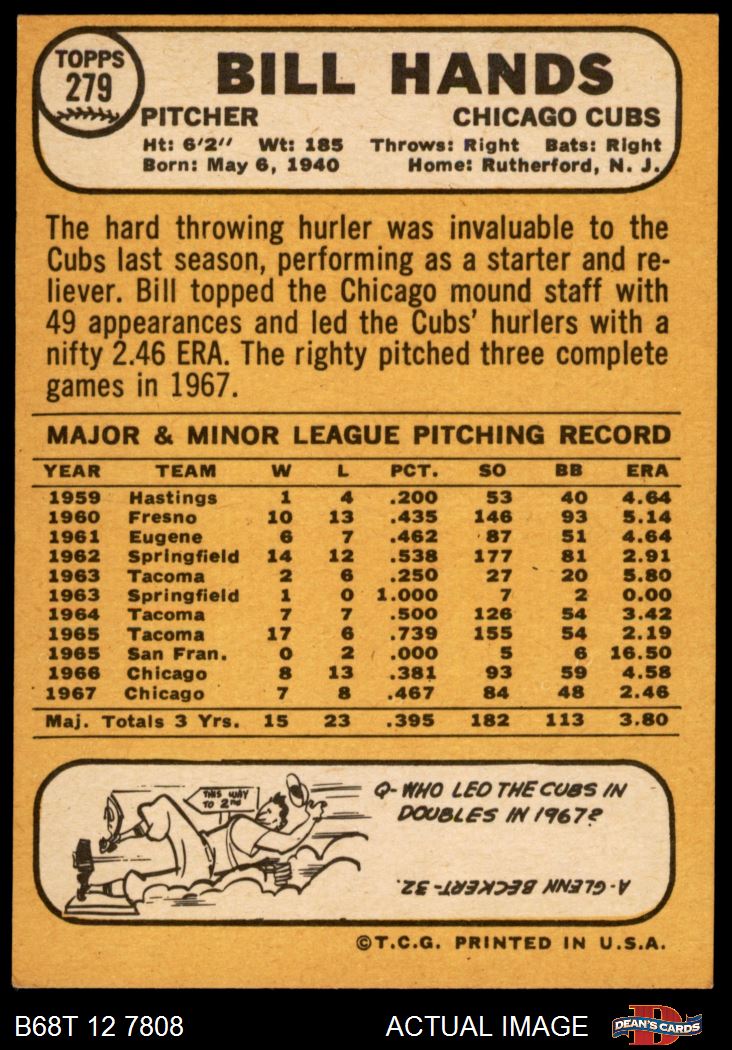 TOPPS
279
BILL HANDS
PITCHER CHICAGO CUBS
Ht: 6'2" Wt: 185 Throws: Right Bats: Right
Born: May 6, 1940 Home: Rutherford, N. J.
The hard throwing hurler was invaluable to the
Cubs last season, performing as a starter and re-
liever. Bill topped the Chicago mound staff with
49 appearances and led the Cubs' hurlers with a
nifty 2.46 ERA. The righty pitched three complete
games in 1967.
MAJOR & MINOR LEAGUE PITCHING RECORD
YEAR TEAM W L PCT. SO BB ERA
1959 Hastings 1 4 .200 53 40 4.64
1960 Fresno 10 13 .435 146 93 5.14
1961 Eugene 6 7 .462 87 51 4.64
1962 Springfield 14 12 .538 177 81 2.91
1963 Tacoma 2 6 .250 27 20 5.80
1963 Springfield 1 0 1.000 7 2 0.00
1964 Tacoma 7 7 .500 126 54 3.42
1965 Tacoma 17 6 .739 155 54 2.19
1965 San Fran. 0 2 .000 5 6 16.50
1966 Chicago 8 13 .381 93 59 4.58
1967 Chicago 7 8 .467 84 48 2.46
Maj. Totals 3 Yrs. 15 23 .395 182 113 3.80
THIS WAY
TO 2ND
Q-WHO LED THE CUBS IN
DOUBLES IN 1967?
A-GLENN BECKERT-32.
©T.C.G. PRINTED IN U.S.A.
B68T 12 7808 ACTUAL IMAGE
D
DEAN'S CARDS